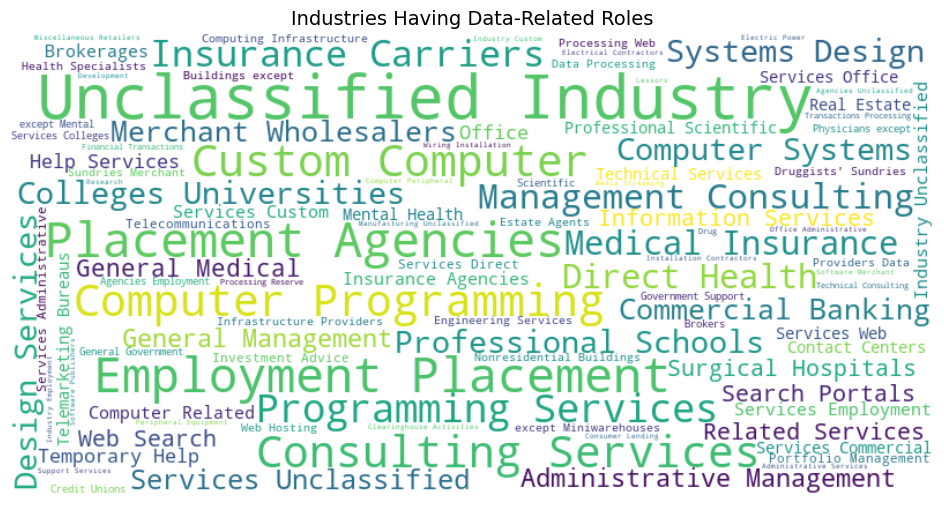 Industries Having Data-Related Roles
Miscellaneous Retailers
Computing Infrastructure
Industry Custom
Processing Web
Electric Power
Brokerages
Insurance Carriers
Electrical Contractors
Systems Design
Health Specialists
Data Processing
Development
Buildings except
Lessors
Services Office
Unclassified Industry
Agencies Unclassified
Real Estate
Transactions Processing
except Mental
Services Colleges
Merchant Wholesalers
Office
Professional Scientific
Physicians except
Financial Transactions
Wiring Installation
Computer Systems
Help Services
Custom Computer
Sundries Merchant
Technical Services
Druggists' Sundries
Research
Computer Peripheral
Scientific
Media Streaming
Colleges Universities
Management Consulting
Industry Unclassified
Services Custom
Mental Health
Information Services
Telecommunications
Manufacturing Unclassified
Estate Agents
Drug
Office Administrative
Services Administrative
Placement Agencies
Medical Insurance
Design Services
Telemarketing Bureaus
General Medical
Services Direct
Installation Contractors
Providers Data
Agencies Employment
Processing Reserve
Insurance Agencies
Direct Health
Software Merchant
Technical Consulting
Computer Programming
Government Support
Commercial Banking
Infrastructure Providers
Engineering Services
Brokers
General Management
Professional Schools
Services Web
Contact Centers
General Government
Investment Advice
Nonresidential Buildings
Industry Employment
Software Publishers
Employment Placement
Surgical Hospitals
Search Portals
Computer Related
Programming Services
Services Employment
Peripheral Equipment
Web Hosting
Clearinghouse Activities
except Miniwarehouses
Related Services
Web Search
Consumer Lending
Temporary Help
Consulting Services
Services Commercial
Portfolio Management
Support Services
Administrative Services
Services Unclassified
Administrative Management
Credit Unions